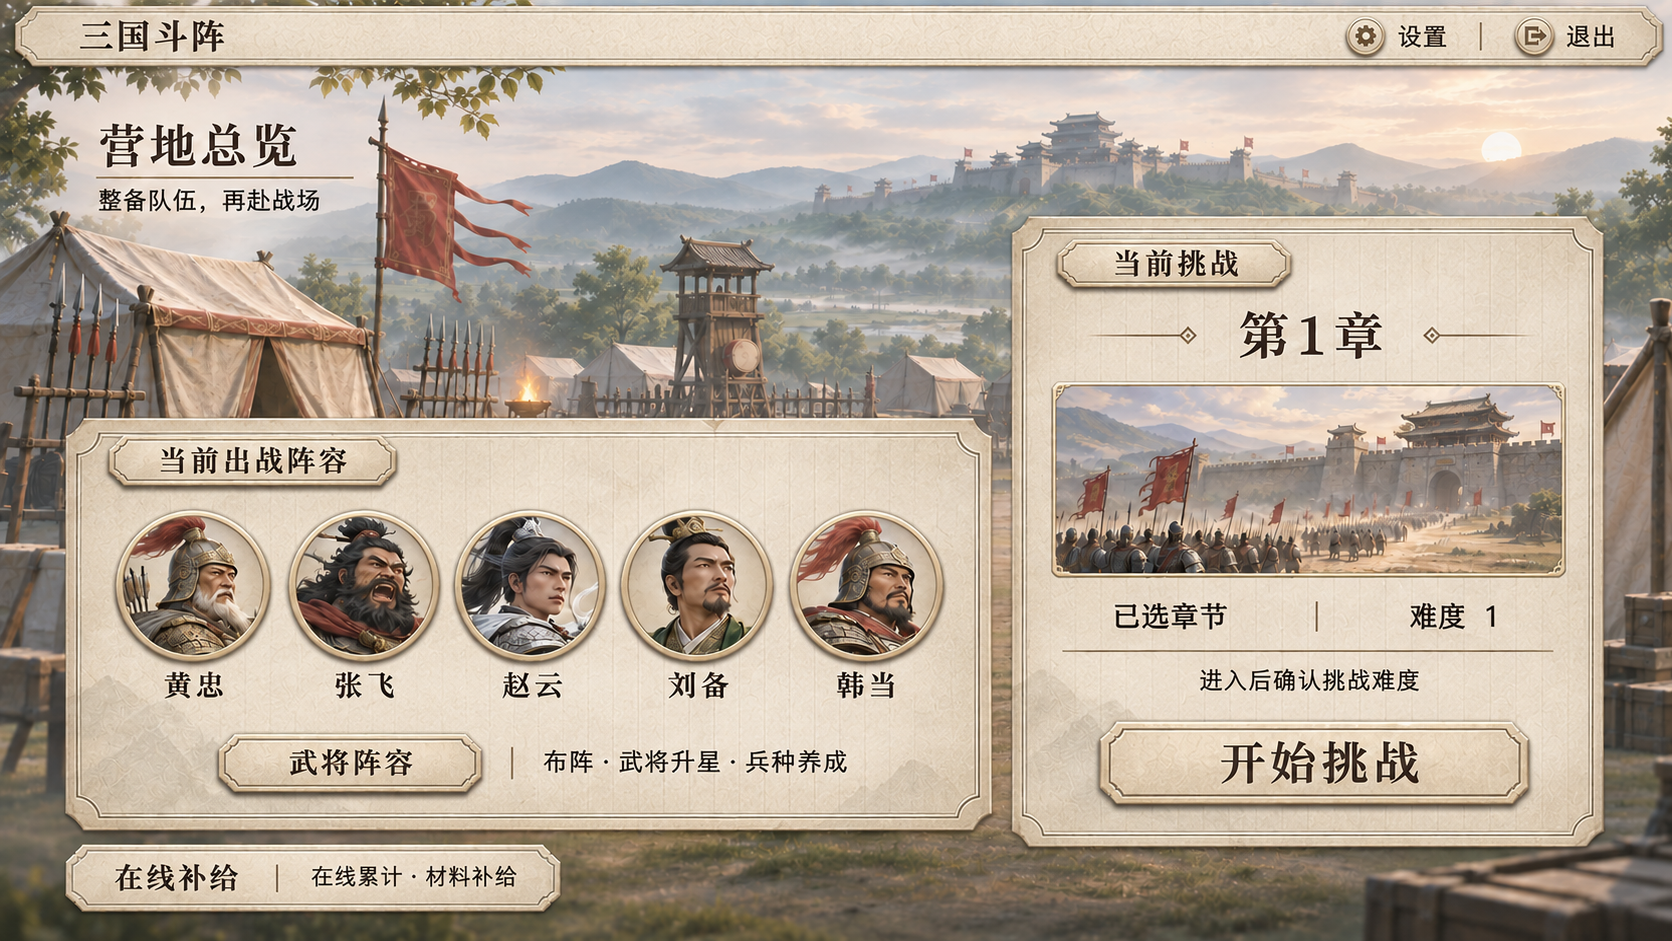 三国斗阵
设置
退出
营地总览
整备队伍，再赴战场
当前出战阵容
黄忠
张飞
赵云
刘备
韩当
武将阵容
布阵·武将升星·兵种养成
在线补给
在线累计·材料补给
当前挑战
第1章
已选章节
难度 1
进入后确认挑战难度
开始挑战